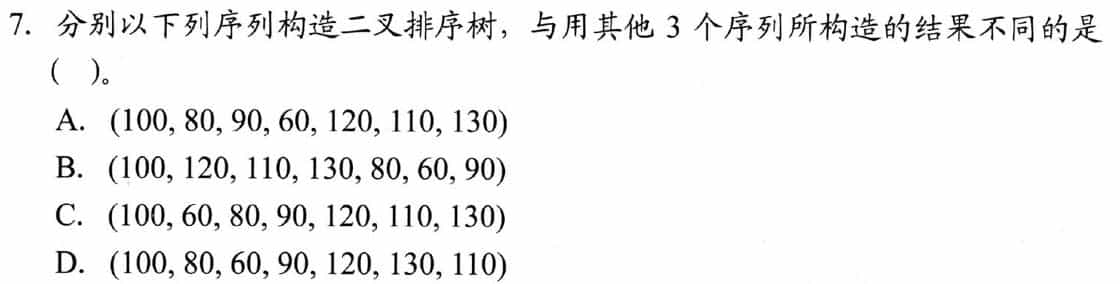 7. 分别以下列序列构造二叉排序树，与用其他 3 个序列所构造的结果不同的是
( )。
A. (100, 80, 90, 60, 120, 110, 130)
B. (100, 120, 110, 130, 80, 60, 90)
C. (100, 60, 80, 90, 120, 110, 130)
D. (100, 80, 60, 90, 120, 130, 110)